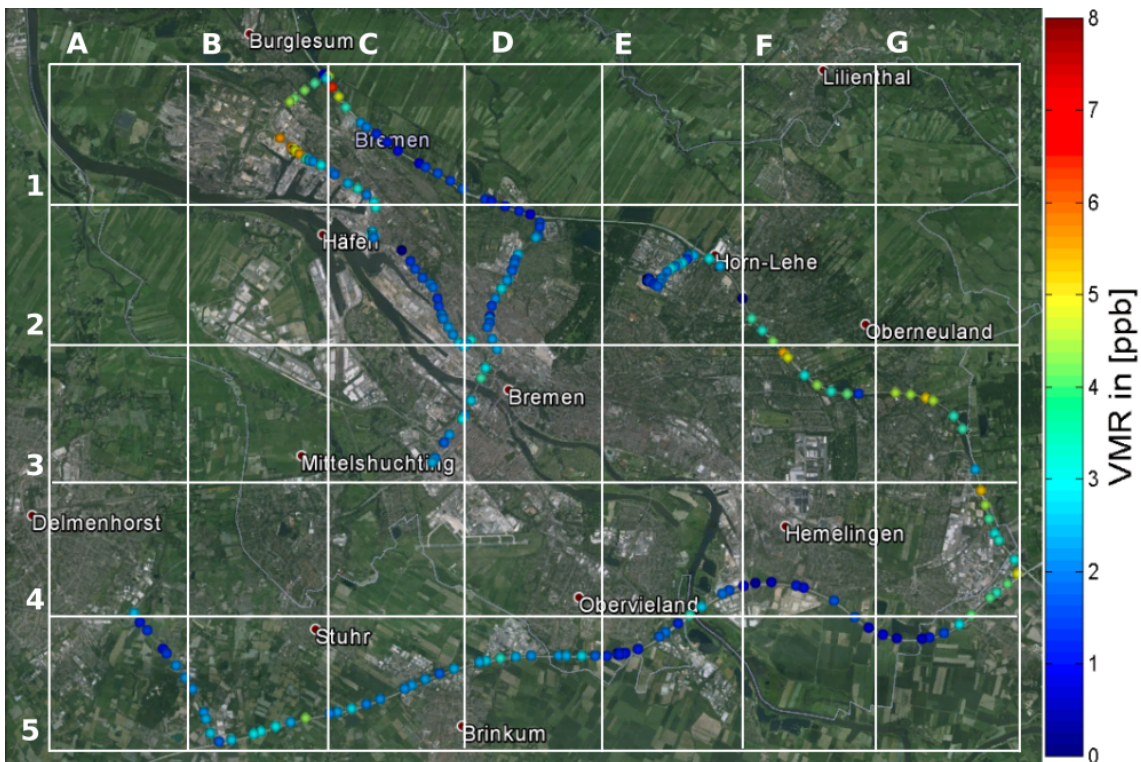 A B C D E F G
Burglesum
Lilienthal
Bremen
1
Häfen
Horn-Lehe
2
Oberneuland
Bremen
3
Mittelshuchting
Delmenhorst
Hemelingen
4
Obervieland
Stuhr
5
Brinkum
8
7
6
5
4
3
2
1
0
VMR in [ppb]